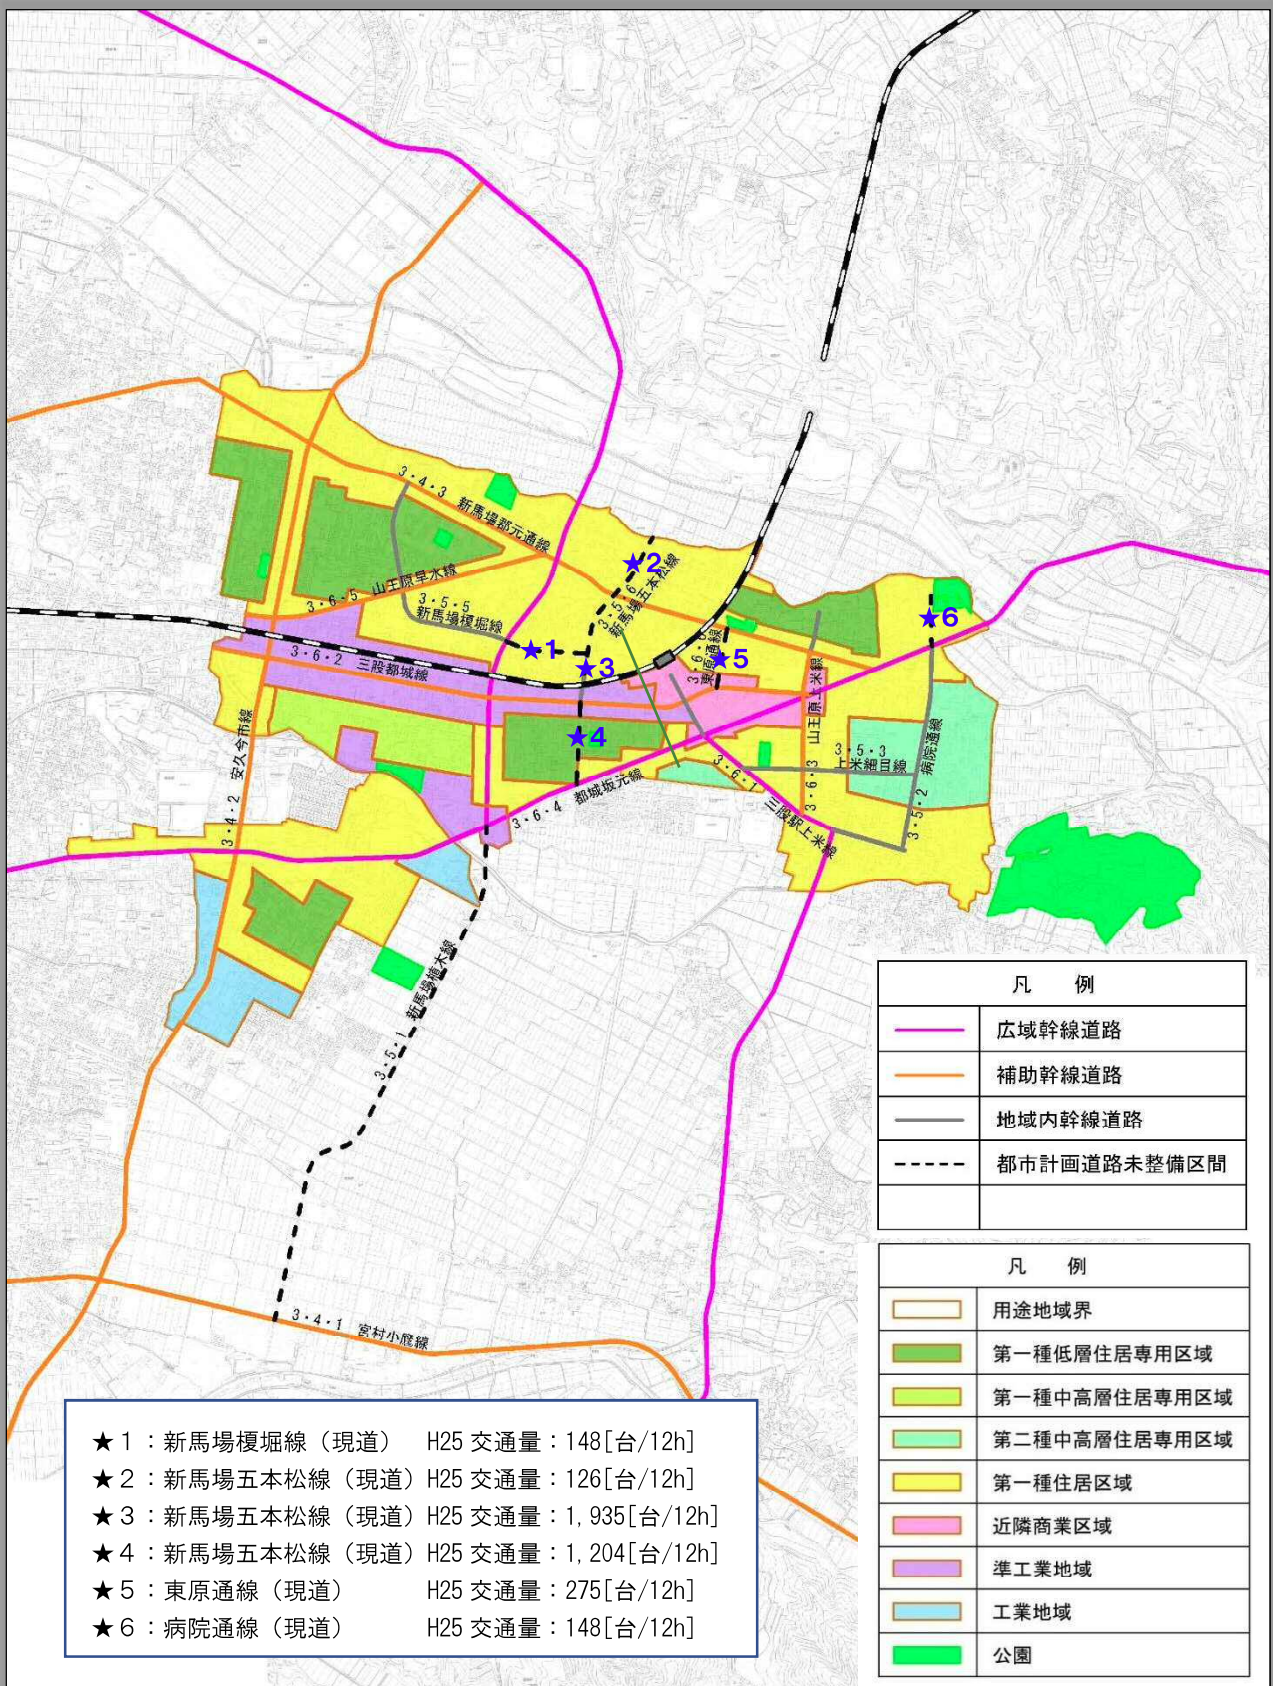 3・4・3 新馬場郡元通線
★2
3・5・6
新馬場五本松線
3・6・5 山王原早水線
3・5・5
新馬場榎堀線
★1
★3
3・6・6
東原通線
★5
★6
3・6・2 三股都城線
★4
3・4・2 安久今市線
3・6・4 都城坂元線
3・6・1 三股駅上米線
3・6・3 山王原上米線
3・5・3
上米細目線
3・5・2 病院通線
3・5・1 新馬場植木線
3・4・1 宮村小鷹線
凡 例
広域幹線道路
補助幹線道路
地域内幹線道路
都市計画道路未整備区間
凡 例
用途地域界
第一種低層住居専用区域
第一種中高層住居専用区域
第二種中高層住居専用区域
第一種住居区域
近隣商業区域
準工業地域
工業地域
公園
★1：新馬場榎堀線（現道） H25 交通量：148[台/12h]
★2：新馬場五本松線（現道）H25 交通量：126[台/12h]
★3：新馬場五本松線（現道）H25 交通量：1,935[台/12h]
★4：新馬場五本松線（現道）H25 交通量：1,204[台/12h]
★5：東原通線（現道） H25 交通量：275[台/12h]
★6：病院通線（現道） H25 交通量：148[台/12h]